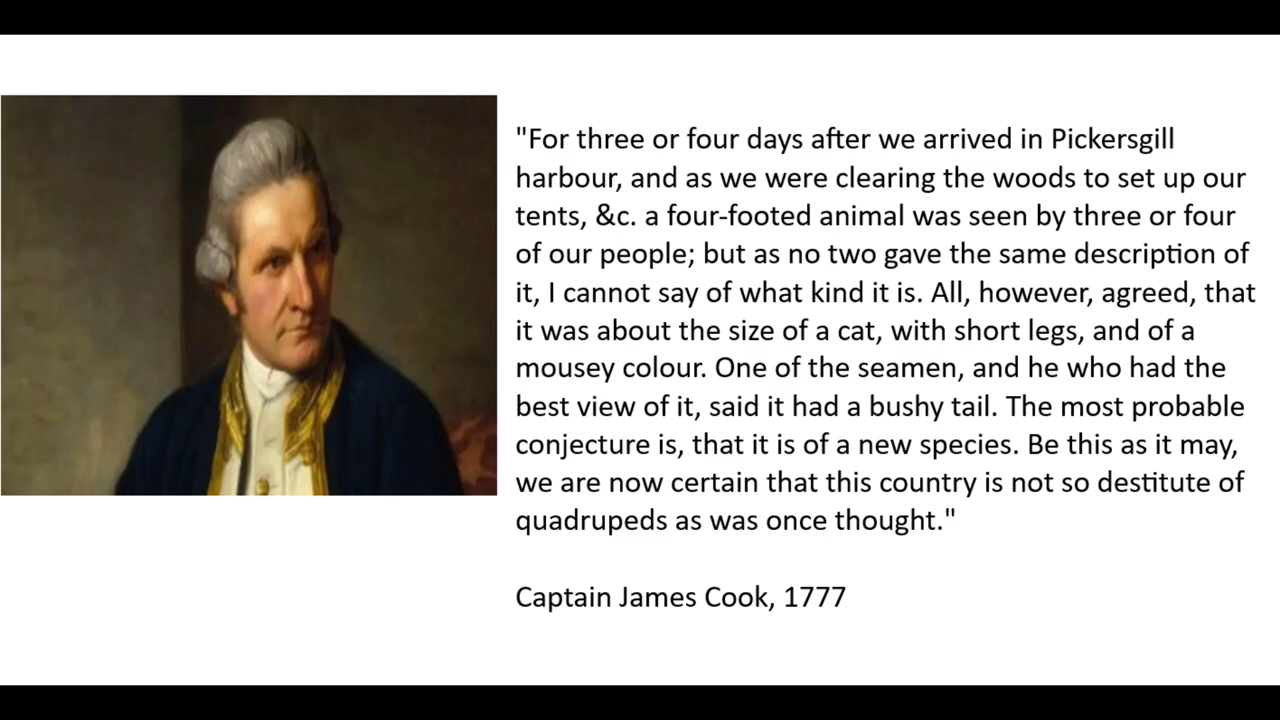 "For three or four days after we arrived in Pickersgill
harbour, and as we were clearing the woods to set up our
tents, &c. a four-footed animal was seen by three or four
of our people; but as no two gave the same description of
it, I cannot say of what kind it is. All, however, agreed, that
it was about the size of a cat, with short legs, and of a
mousey colour. One of the seamen, and he who had the
best view of it, said it had a bushy tail. The most probable
conjecture is, that it is of a new species. Be this as it may,
we are now certain that this country is not so destitute of
quadrupeds as was once thought."
Captain James Cook, 1777